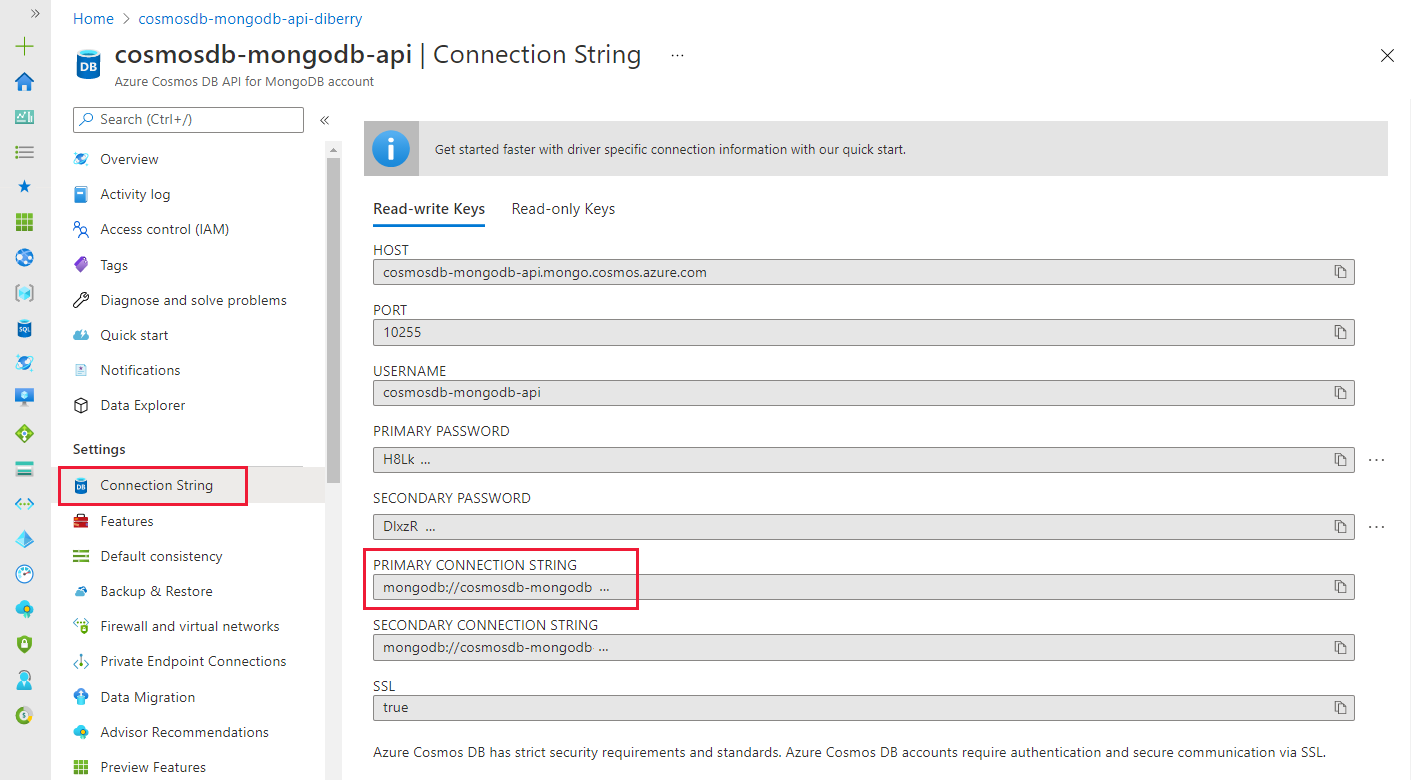 Home > cosmosdb-mongodb-api-diberry
cosmosdb-mongodb-api | Connection String ...
Azure Cosmos DB API for MongoDB account
Search (Ctrl+/)
Overview
Activity log
Access control (IAM)
Tags
Diagnose and solve problems
Quick start
Notifications
Data Explorer
Settings
Connection String
Features
Default consistency
Backup & Restore
Firewall and virtual networks
Private Endpoint Connections
Data Migration
Advisor Recommendations
Preview Features
Get started faster with driver specific connection information with our quick start.
Read-write Keys Read-only Keys
HOST
cosmosdb-mongodb-api.mongo.cosmos.azure.com
PORT
10255
USERNAME
cosmosdb-mongodb-api
PRIMARY PASSWORD
H8Lk ...
SECONDARY PASSWORD
DIxzR ...
PRIMARY CONNECTION STRING
mongodb://cosmosdb-mongodb ...
SECONDARY CONNECTION STRING
mongodb://cosmosdb-mongodb ...
SSL
true
Azure Cosmos DB has strict security requirements and standards. Azure Cosmos DB accounts require authentication and secure communication via SSL.